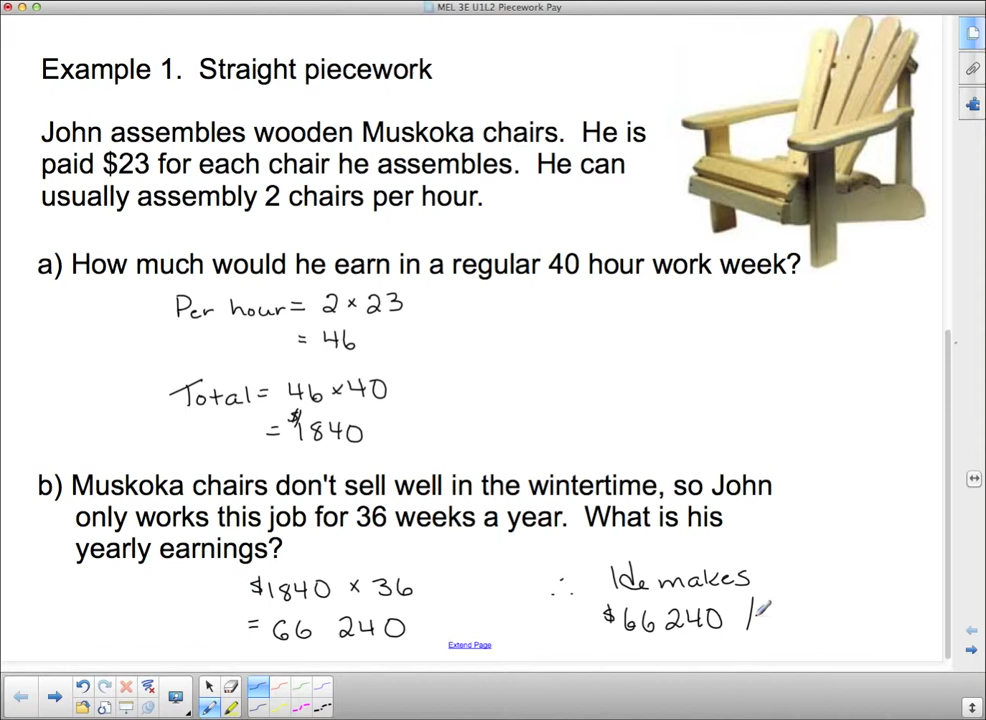 MEL 3E U1L2 Piecework Pay
Example 1. Straight piecework
John assembles wooden Muskoka chairs. He is
paid $23 for each chair he assembles. He can
usually assembly 2 chairs per hour.
a) How much would he earn in a regular 40 hour work week?
Per hour = 2 × 23
= 46
Total = 46 × 40
= $1840
b) Muskoka chairs don't sell well in the wintertime, so John
only works this job for 36 weeks a year. What is his
yearly earnings?
$1840 × 36
= 66 240
∴ He makes
$66 240 /
Extend Page